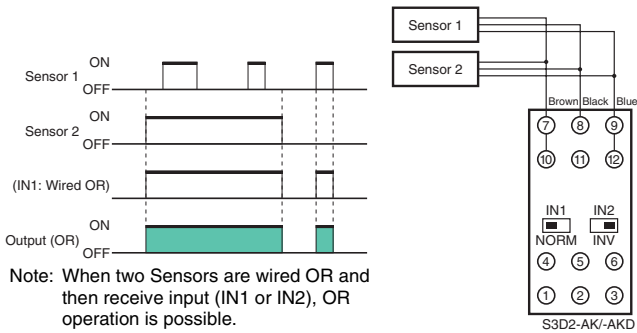 Sensor 1
ON
OFF
Sensor 2
ON
OFF
(IN1: Wired OR)
Output (OR)
ON
OFF
Note: When two Sensors are wired OR and
then receive input (IN1 or IN2), OR
operation is possible.
Sensor 1
Sensor 2
Brown Black Blue
7 8 9
10 11 12
IN1 IN2
NORM INV
4 5 6
1 2 3
S3D2-AK/-AKD